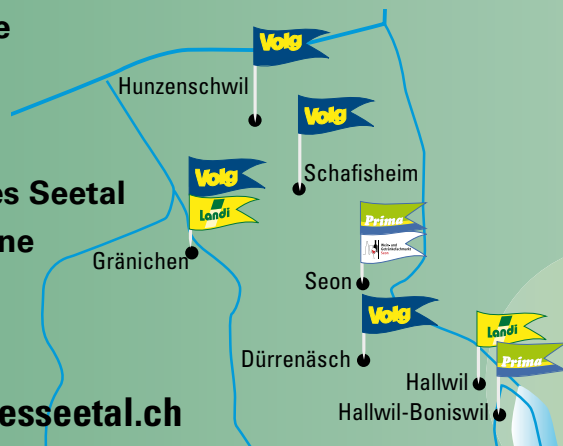 e
Volg
Hunzenschwil
Volg
Schafisheim
Volg
Landi
es Seetal
ne
Gränichen
Prima
Seon
Seon
Volg
Landi
Dürrenäsch
Prima
Hallwil
Hallwil-Boniswil
esseetal.ch